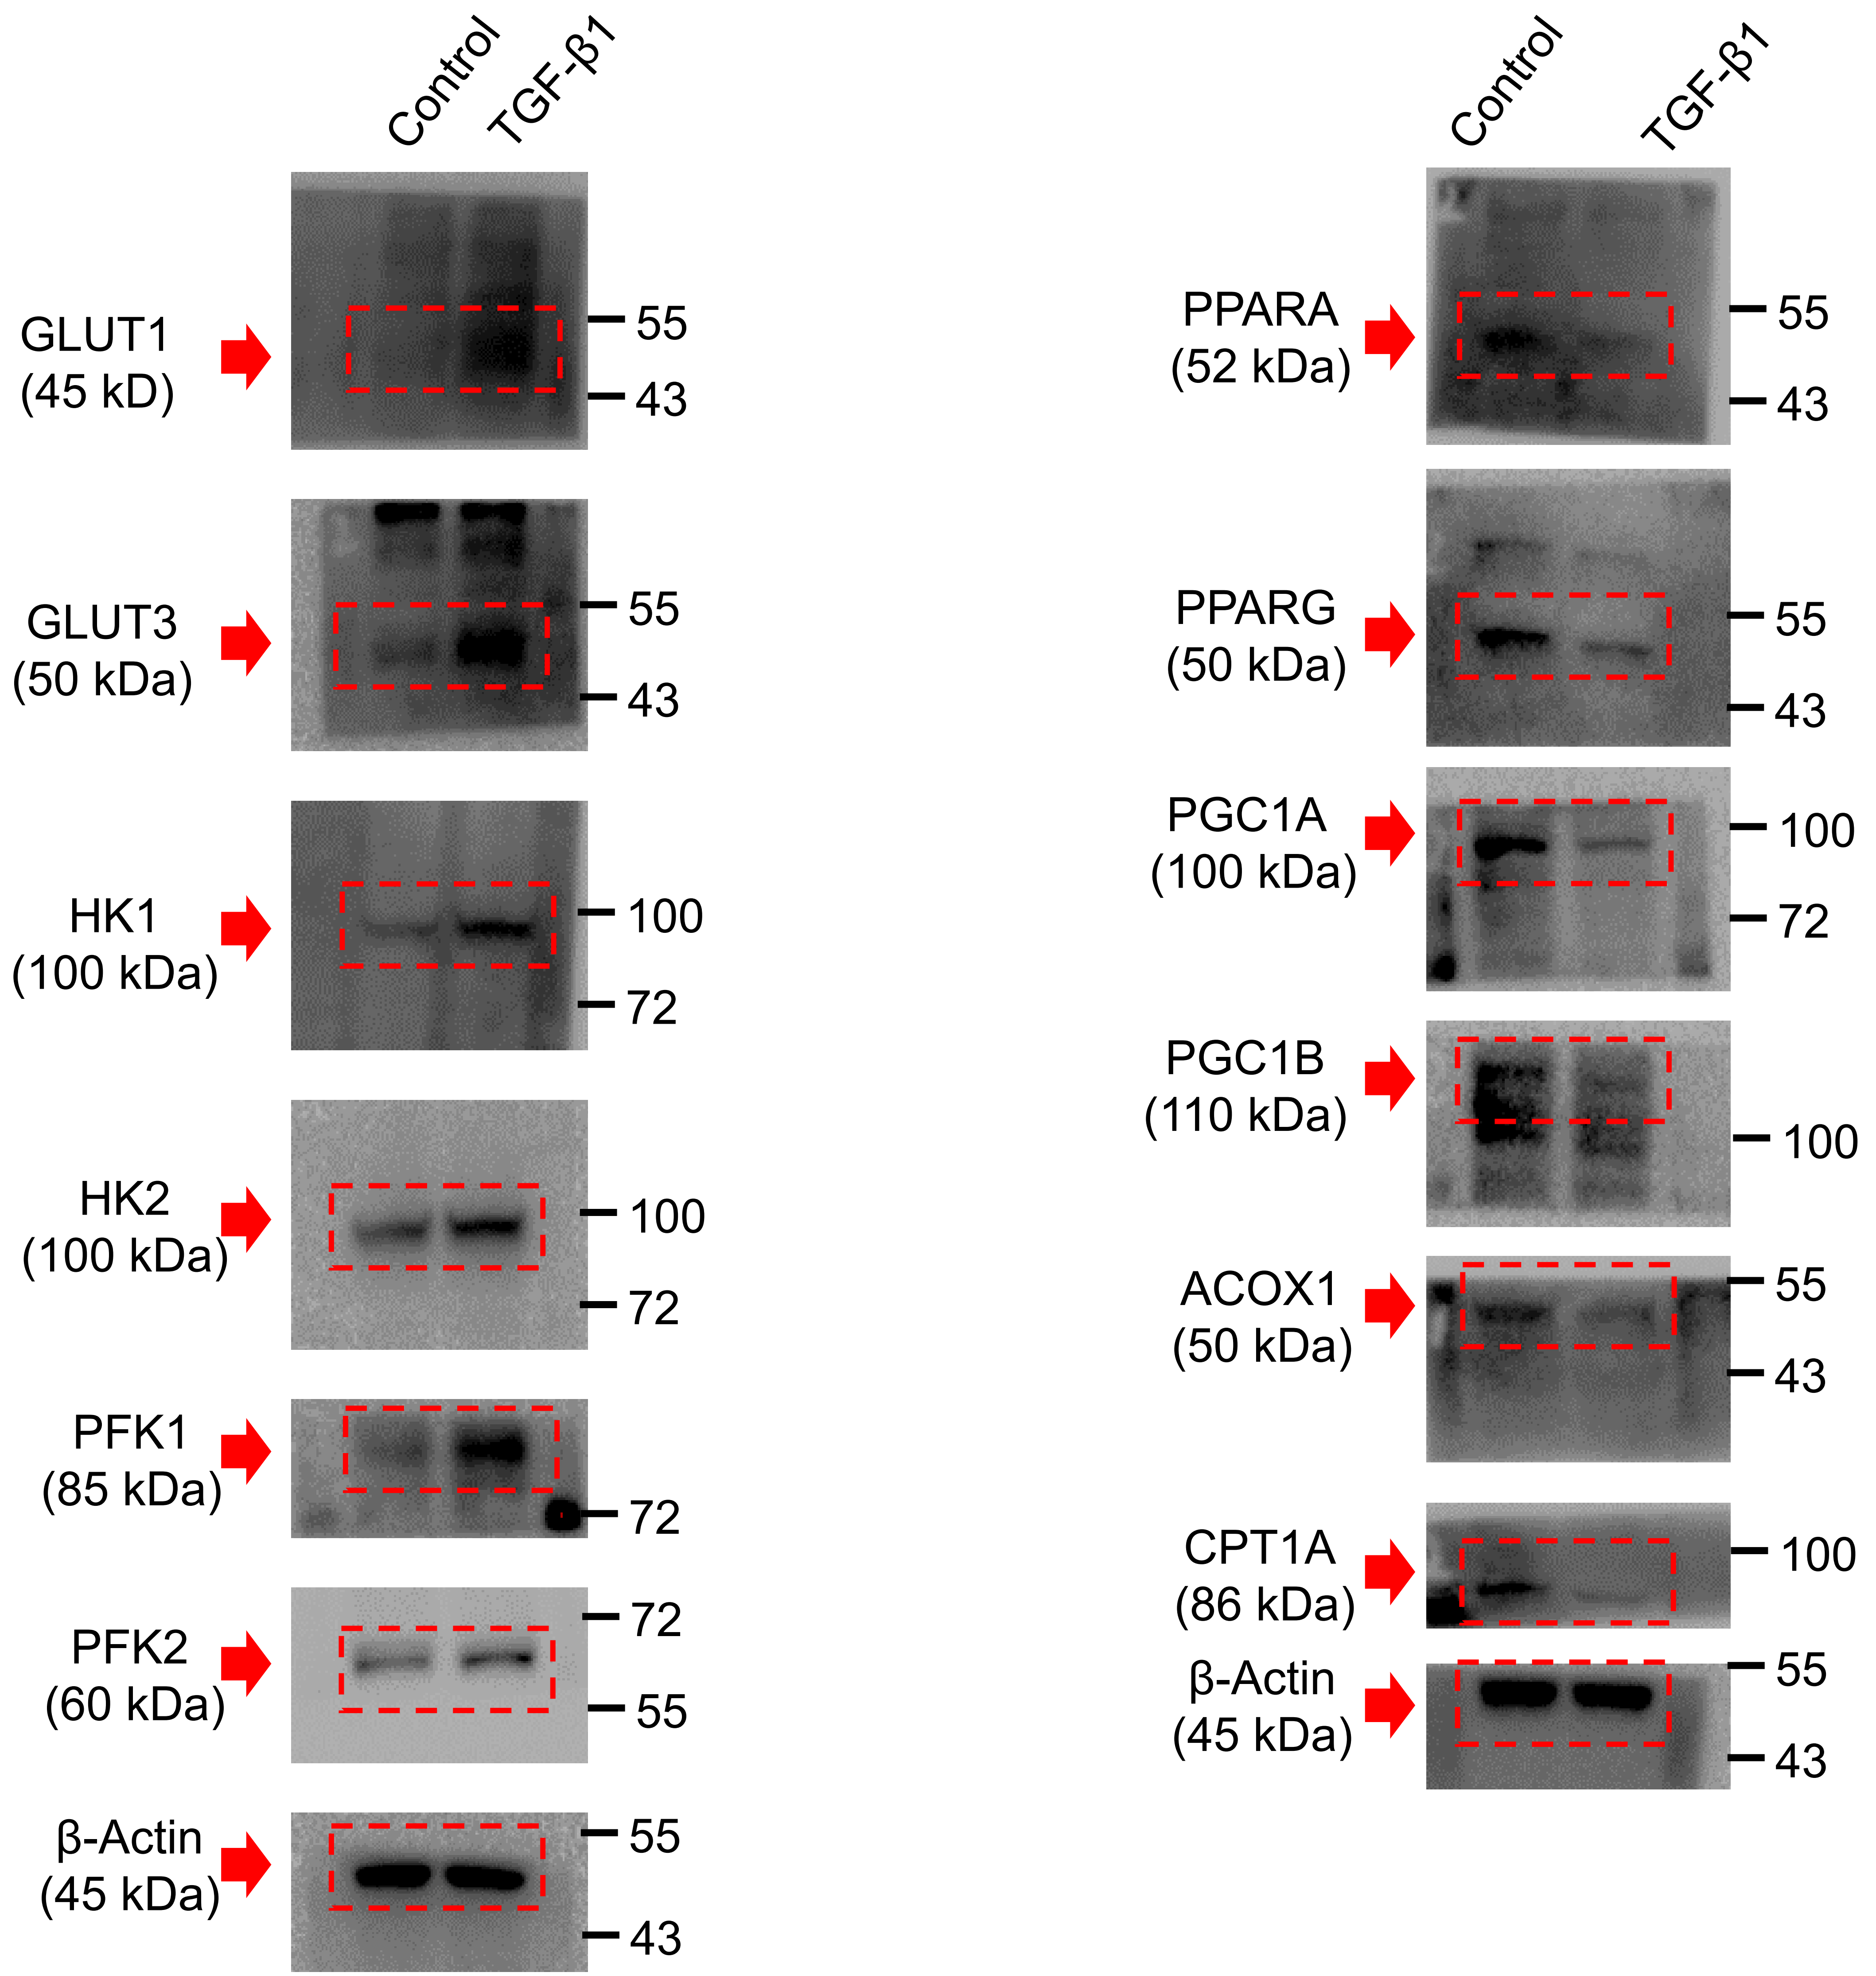 Control
TGF-β1
GLUT1
(45 kD)
55
43
GLUT3
(50 kDa)
55
43
HK1
(100 kDa)
100
72
HK2
(100 kDa)
100
72
PFK1
(85 kDa)
72
PFK2
(60 kDa)
72
55
β-Actin
(45 kDa)
55
43
Control
TGF-β1
PPARA
(52 kDa)
55
43
PPARG
(50 kDa)
55
43
PGC1A
(100 kDa)
100
72
PGC1B
(110 kDa)
100
ACOX1
(50 kDa)
55
43
CPT1A
(86 kDa)
100
β-Actin
(45 kDa)
55
43